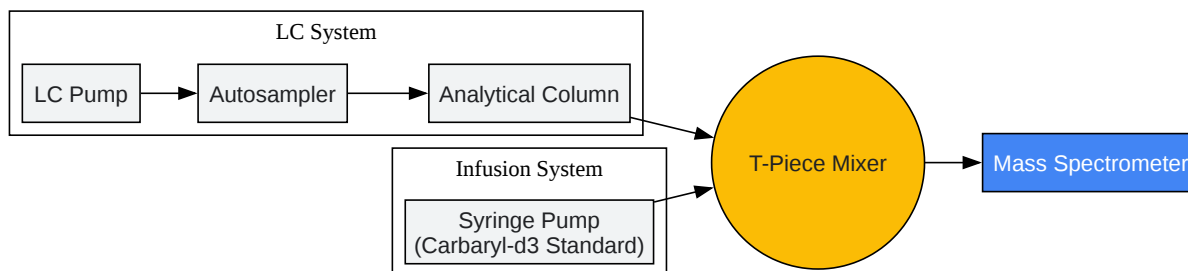 LC System
LC Pump
Autosampler
Analytical Column
Infusion System
Syringe Pump
(Carbaryl-d3 Standard)
T-Piece Mixer
Mass Spectrometer